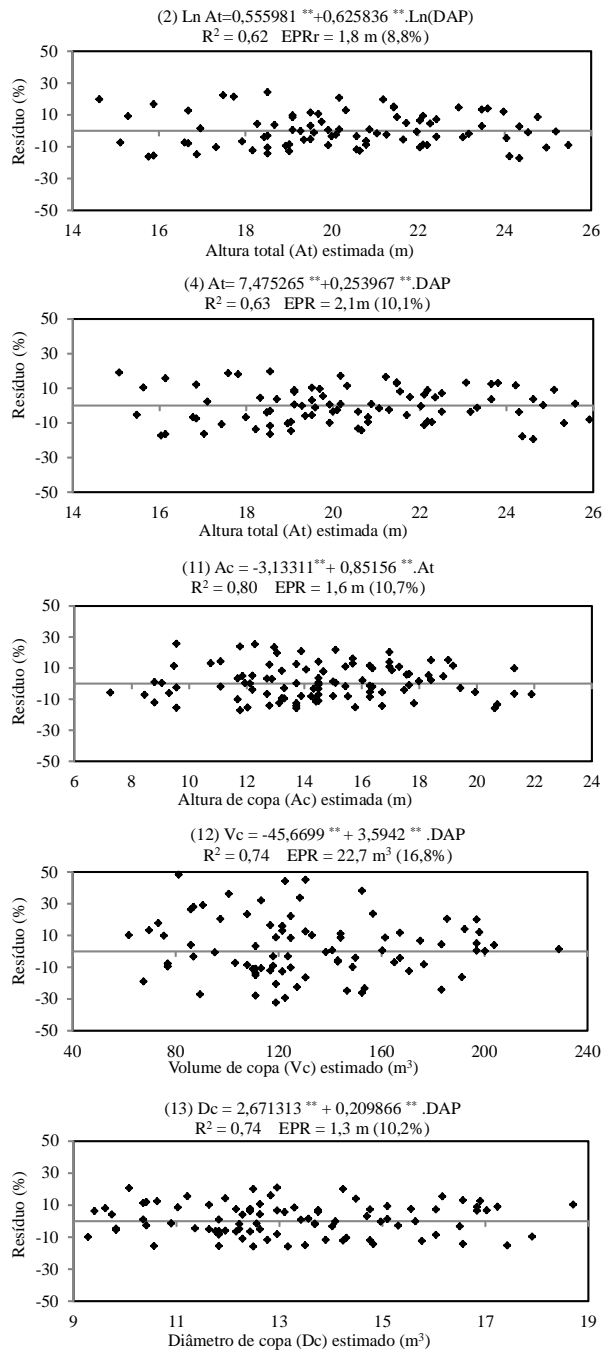 (2) Ln At=0,555981 **+0,625836 **.Ln(DAP)
R² = 0,62 EPRr = 1,8 m (8,8%)
50
30
10
-10
-30
-50
Resíduo (%)
14 16 18 20 22 24 26
Altura total (At) estimada (m)
(4) At= 7,475265 **+0,253967 **.DAP
R² = 0,63 EPR = 2,1m (10,1%)
50
30
10
-10
-30
-50
Resíduo (%)
14 16 18 20 22 24 26
Altura total (At) estimada (m)
(11) Ac = -3,13311**+ 0,85156 **.At
R² = 0,80 EPR = 1,6 m (10,7%)
50
30
10
-10
-30
-50
Resíduo (%)
6 8 10 12 14 16 18 20 22 24
Altura de copa (Ac) estimada (m)
(12) Vc = -45,6699 ** + 3,5942 ** .DAP
R² = 0,74 EPR = 22,7 m³ (16,8%)
50
30
10
-10
-30
-50
Resíduo (%)
40 80 120 160 200 240
Volume de copa (Vc) estimado (m³)
(13) Dc = 2,671313 ** + 0,209866 ** .DAP
R² = 0,74 EPR = 1,3 m (10,2%)
50
30
10
-10
-30
-50
Resíduo (%)
9 11 13 15 17 19
Diâmetro de copa (Dc) estimado (m³)